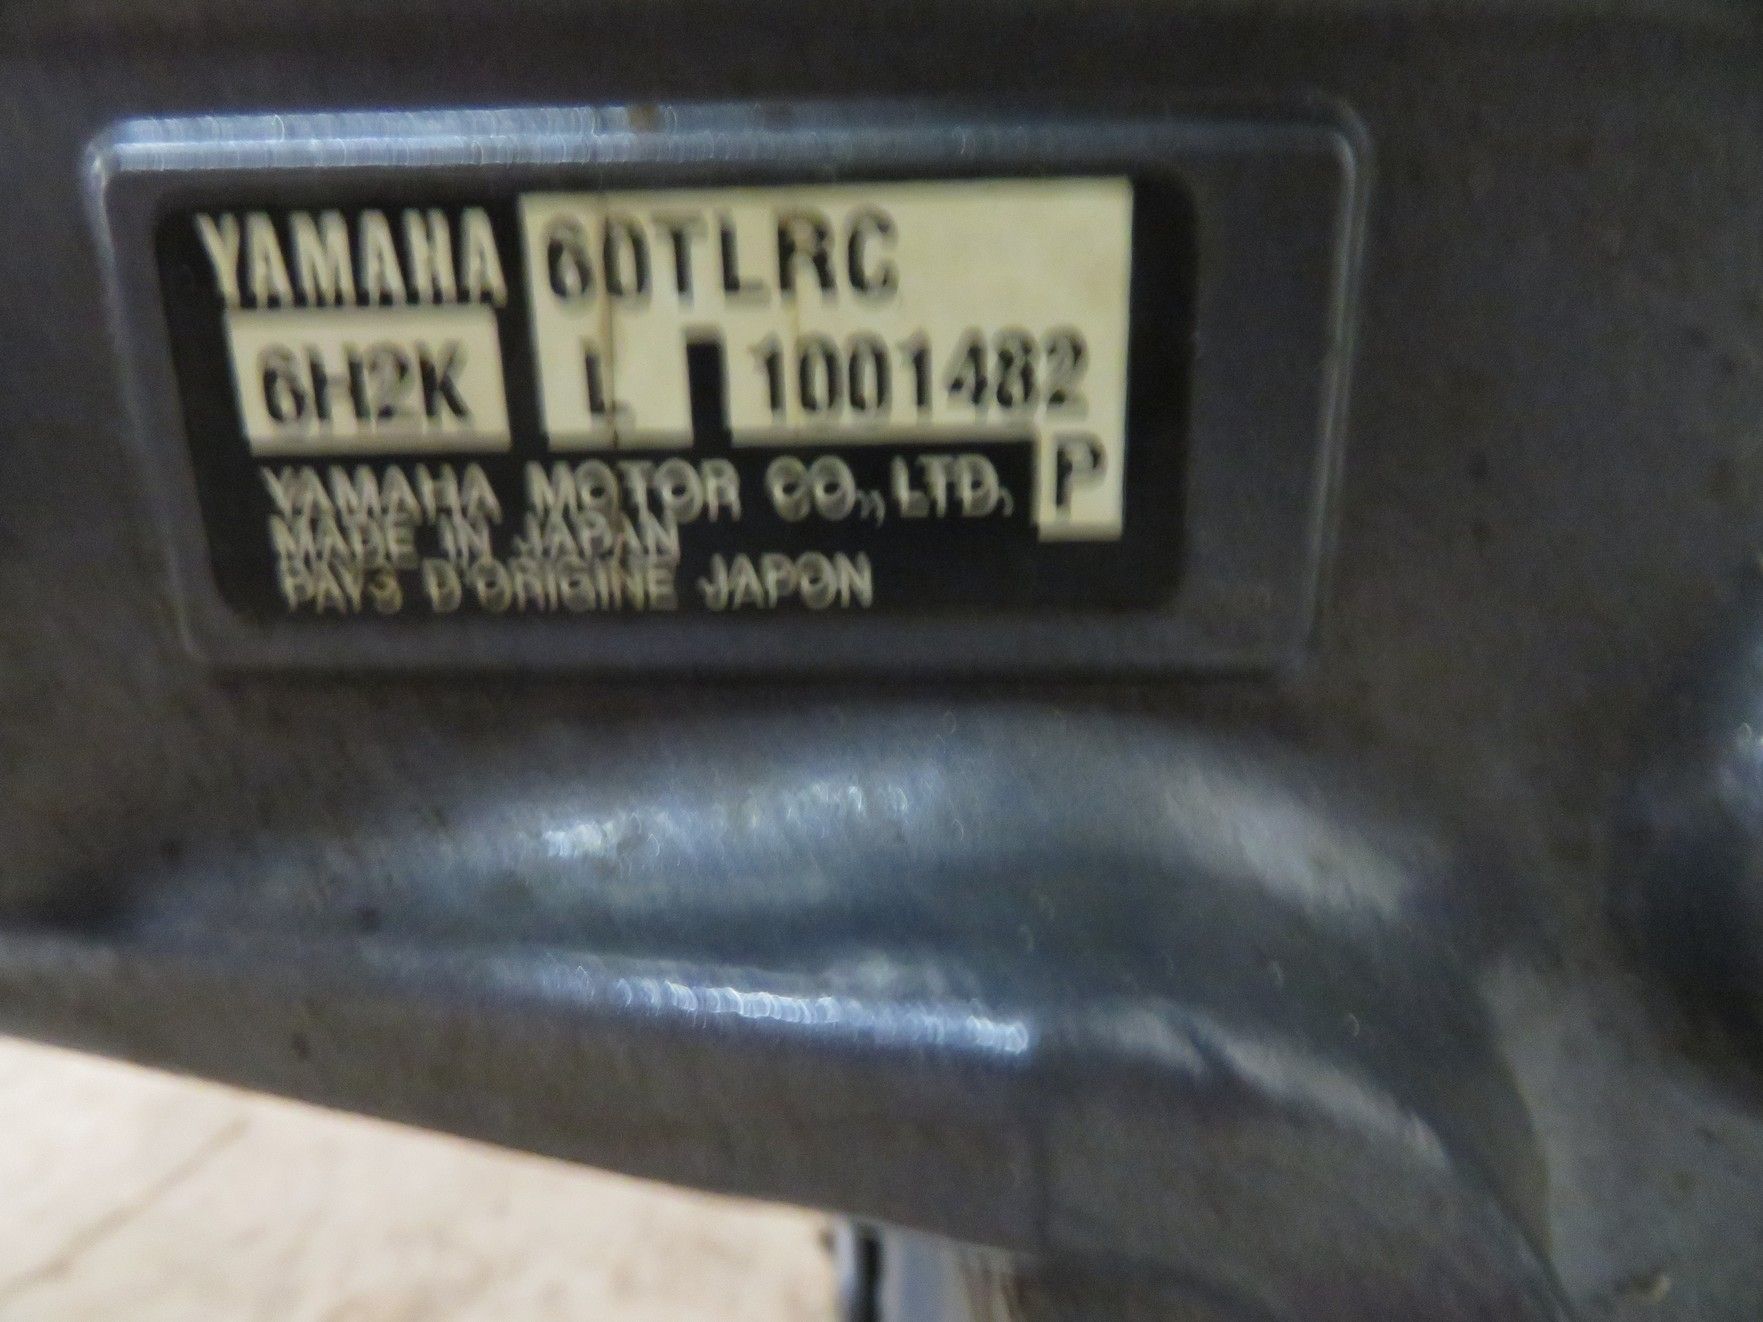 YAMAHA 60TLRC
6H2K L 1001482
YAMAHA MOTOR CO., LTD. P
MADE IN JAPAN
PAYS D'ORIGINE JAPON